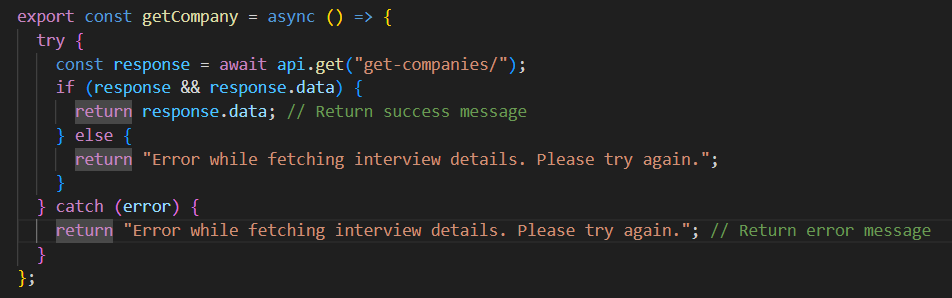 export const getCompany = async () => {
try {
const response = await api.get("get-companies/");
if (response && response.data) {
return response.data; // Return success message
} else {
return "Error while fetching interview details. Please try again.";
}
} catch (error) {
return "Error while fetching interview details. Please try again."; // Return error message
}
};